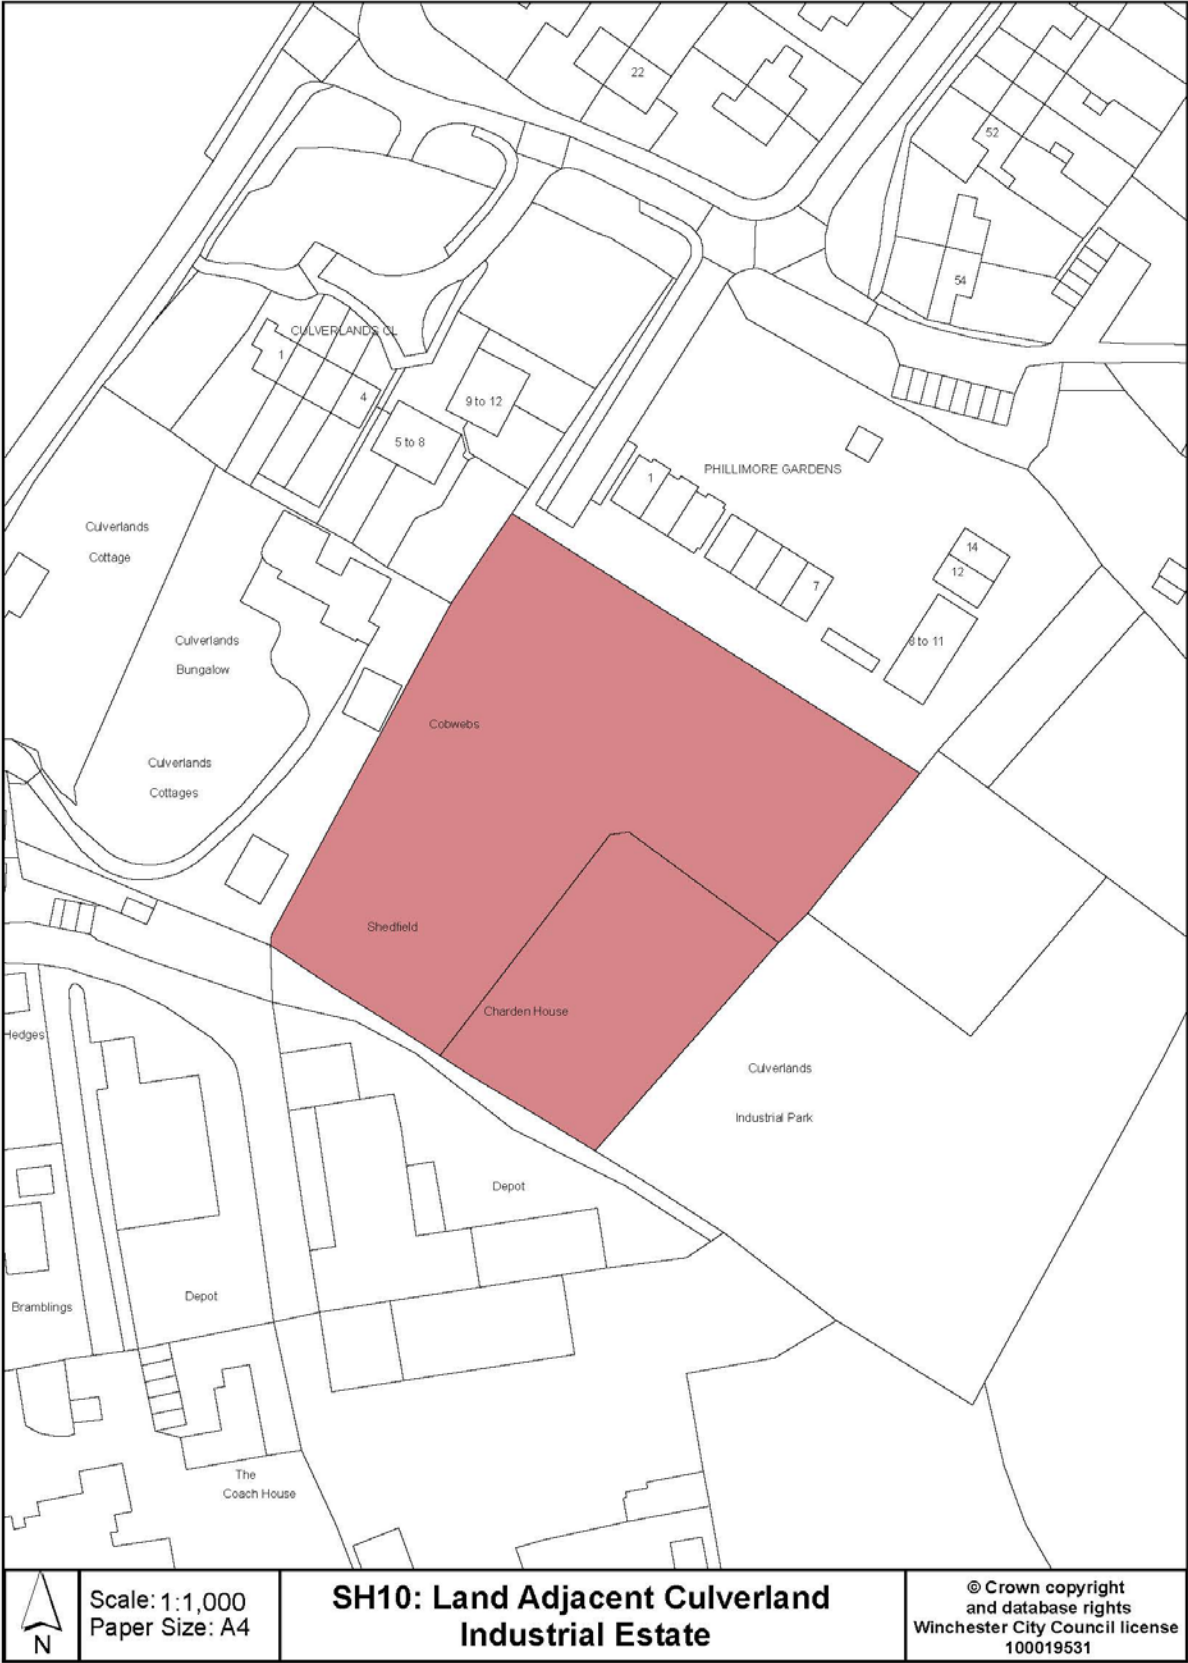 22
52
54
CULVERLANDS CL
1
4
9 to 12
5 to 8
PHILLIMORE GARDENS
1
7
14
12
8 to 11
Culverlands
Cottage
Culverlands
Bungalow
Cobwebs
Culverlands
Cottages
Shedfield
Charden House
Hedges
Culverlands
Industrial Park
Depot
Depot
Bramblings
The
Coach House
N
Scale: 1:1,000
Paper Size: A4
SH10: Land Adjacent Culverland
Industrial Estate
© Crown copyright
and database rights
Winchester City Council license
100019531